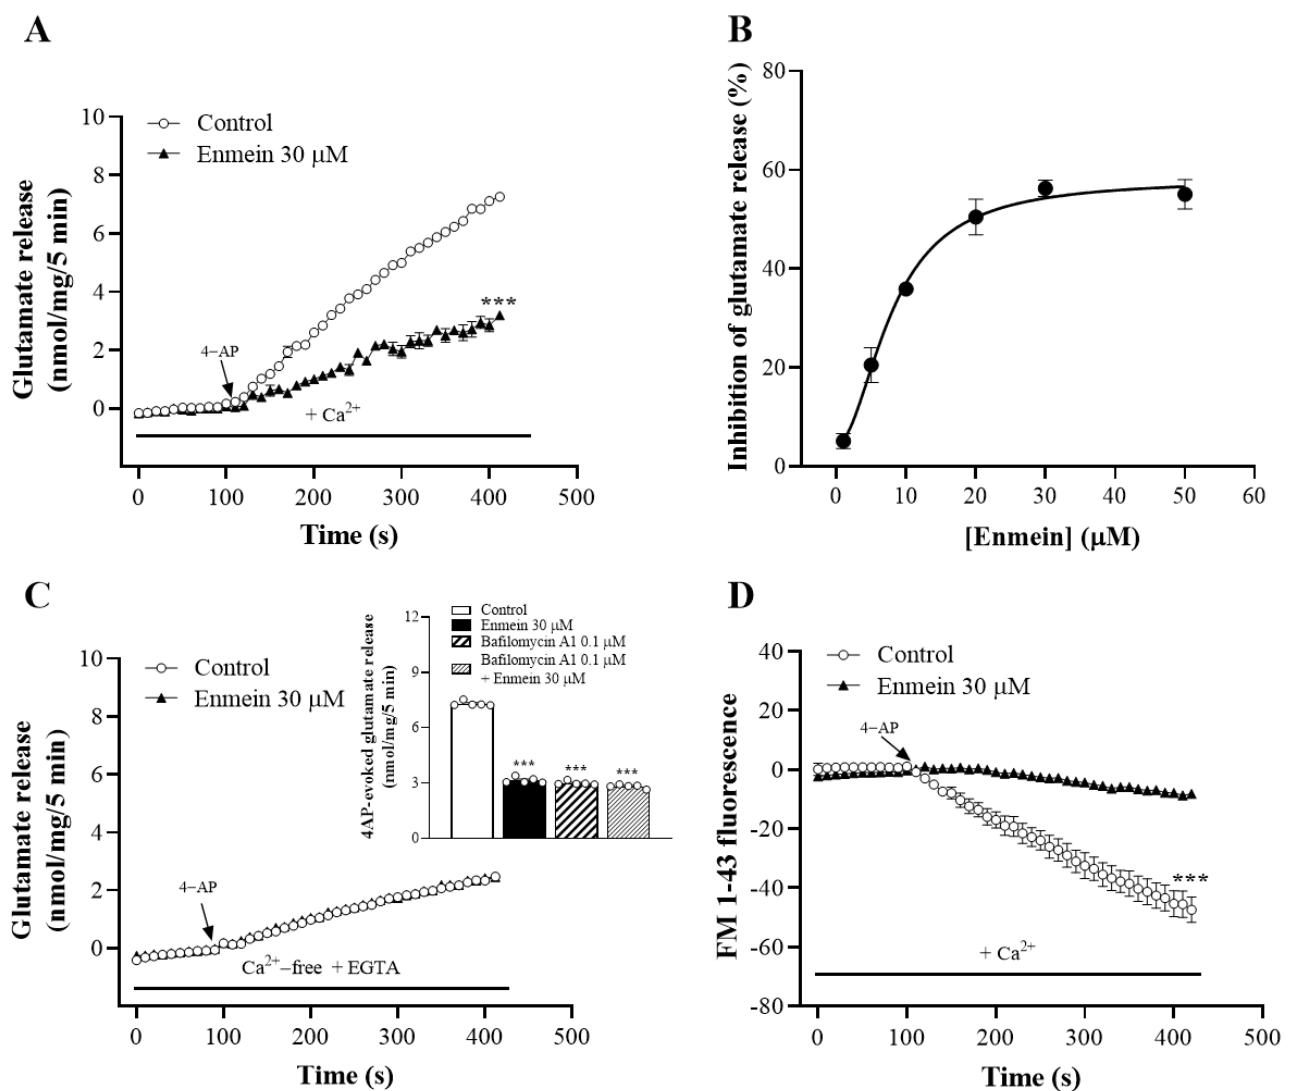 A
Control
Enmein 30 μM
Glutamate release
(nmol/mg/5 min)
10
8
6
4
2
0
4−AP
***
+ Ca²⁺
0 100 200 300 400 500
Time (s)
B
Inhibition of glutamate release (%)
80
60
40
20
0
0 10 20 30 40 50 60
[Enmein] (μM)
C
Control
Enmein 30 μM
Glutamate release
(nmol/mg/5 min)
10
8
6
4
2
0
4−AP
Ca²⁺−free + EGTA
0 100 200 300 400 500
Time (s)
Control
Enmein 30 μM
Bafilomycin A1 0.1 μM
Bafilomycin A1 0.1 μM
+ Enmein 30 μM
4AP-evoked glutamate release
(nmol/mg/5 min)
12
9
6
3
0
*** *** ***
D
Control
Enmein 30 μM
FM 1-43 fluorescence
40
20
0
-20
-40
-60
-80
4−AP
***
+ Ca²⁺
0 100 200 300 400 500
Time (s)